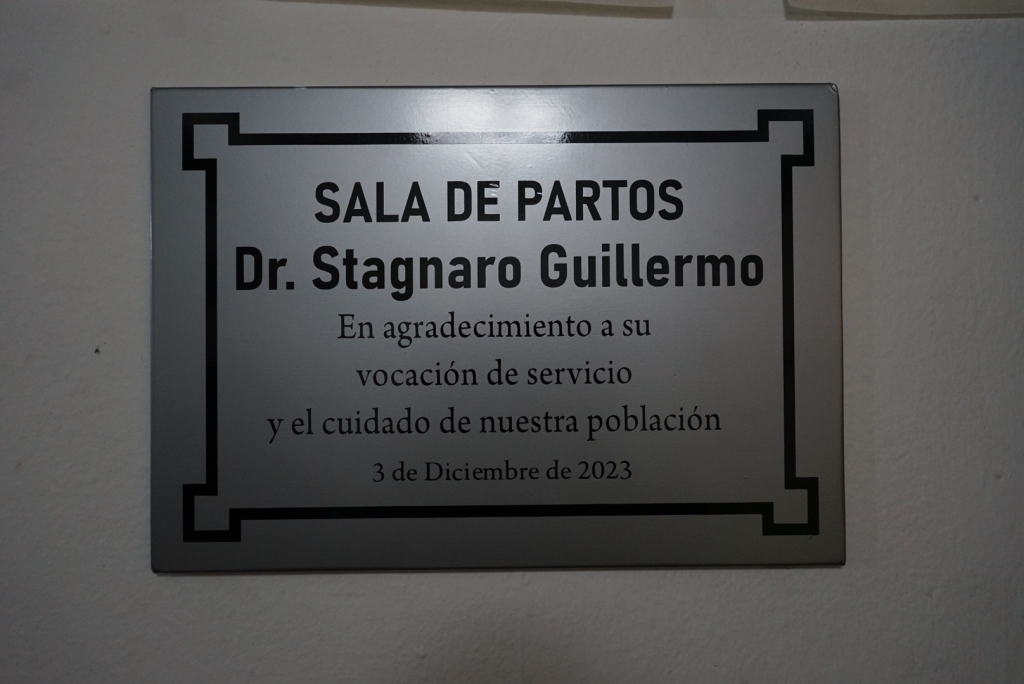 SALA DE PARTOS
Dr. Stagnaro Guillermo
En agradecimiento a su
vocación de servicio
y el cuidado de nuestra población
3 de Diciembre de 2023